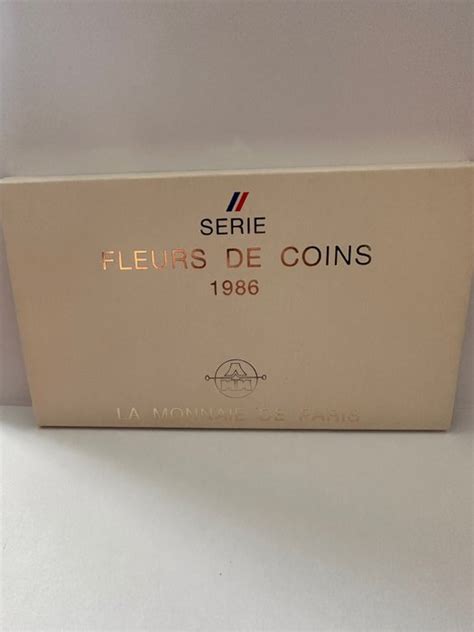 SERIE
FLEURS DE COINS
1986
LA MONNAIE DE PARIS